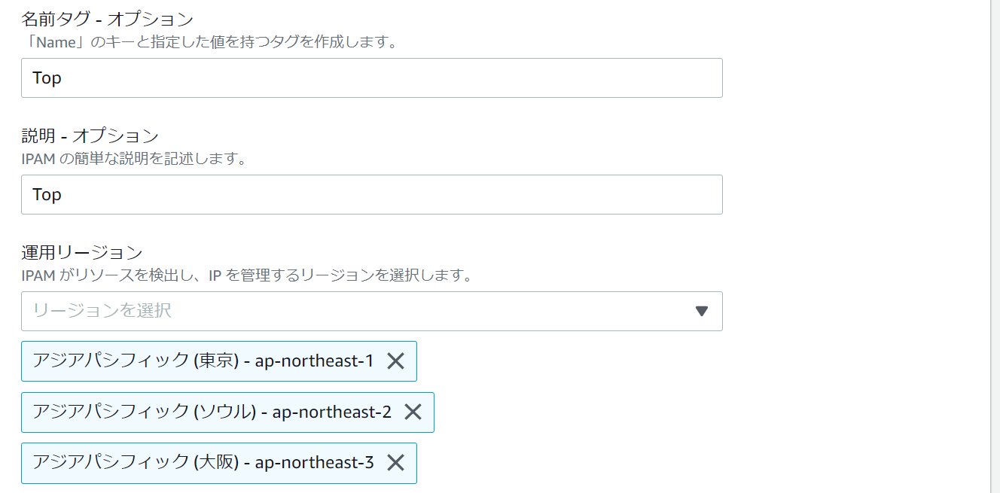 名前タグ - オプション
「Name」のキーと指定した値を持つタグを作成します。
Top
説明 - オプション
IPAM の簡単な説明を記述します。
Top
運用リージョン
IPAM がリソースを検出し、IP を管理するリージョンを選択します。
リージョンを選択
アジアパシフィック (東京) - ap-northeast-1
アジアパシフィック (ソウル) - ap-northeast-2
アジアパシフィック (大阪) - ap-northeast-3